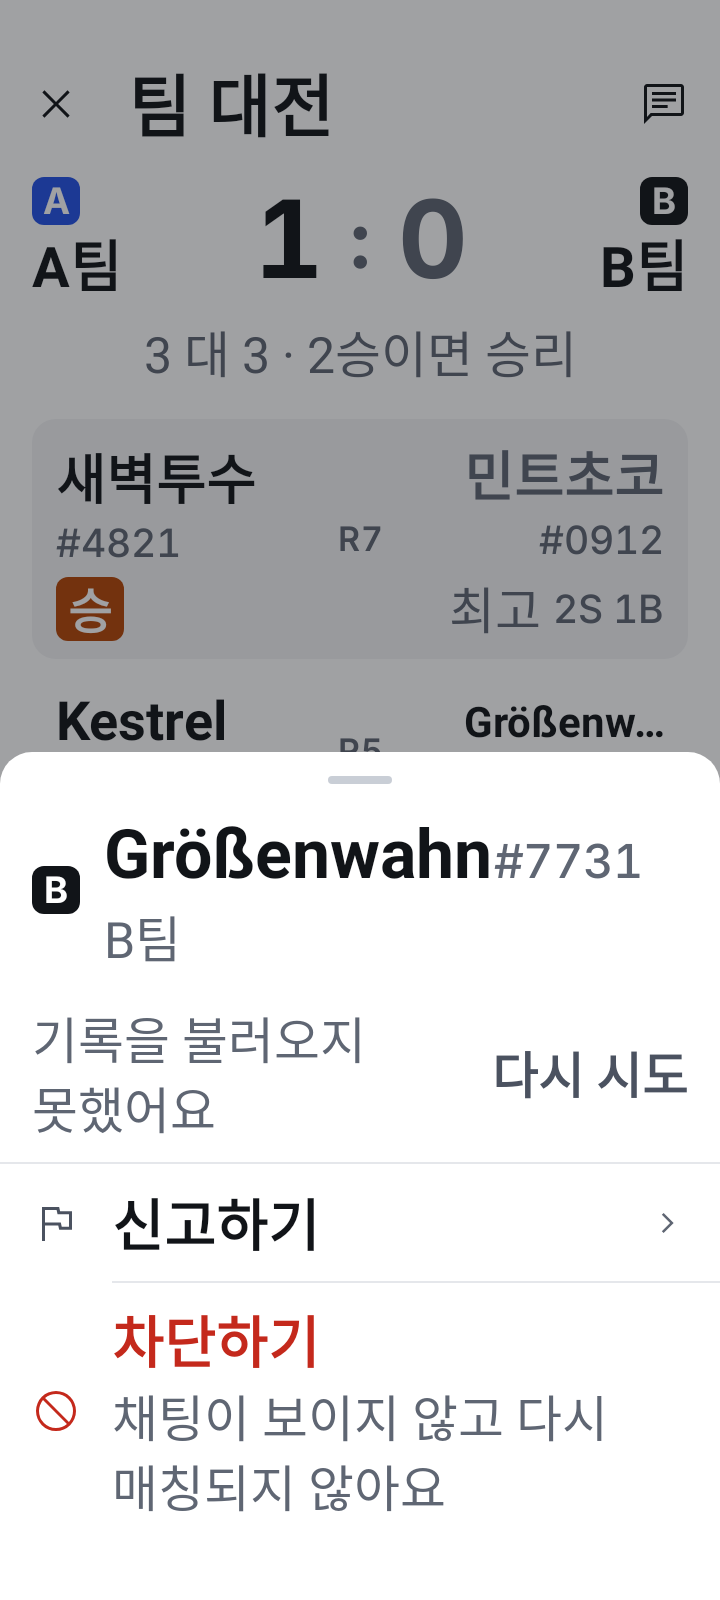 팀 대전
A
B
1 : 0
A팀
B팀
3 대 3 · 2승이면 승리
새벽투수
민트초코
#4821
R7
#0912
승
최고 2S 1B
Kestrel
Größenw...
R5
B
Größenwahn#7731
B팀
기록을 불러오지
못했어요
다시 시도
신고하기
차단하기
채팅이 보이지 않고 다시
매칭되지 않아요